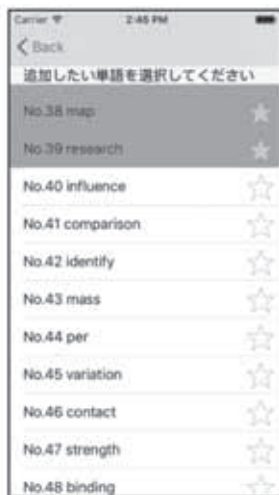 Carrier 2:45 PM
Back
追加したい単語を選択してください
No.38 map
No.39 research
No.40 influence
No.41 comparison
No.42 identify
No.43 mass
No.44 per
No.45 variation
No.46 contact
No.47 strength
No.48 binding